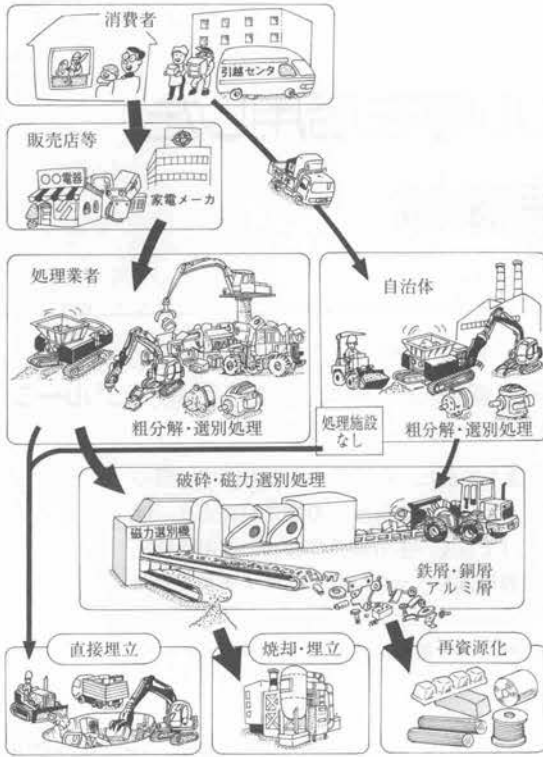 消費者
引越センタ
販売店等
○○電器
家電メーカ
処理業者
自治体
粗分解・選別処理
処理施設
なし
粗分解・選別処理
破砕・磁力選別処理
磁力選別機
鉄屑・銅屑
アルミ屑
直接埋立
焼却・埋立
再資源化